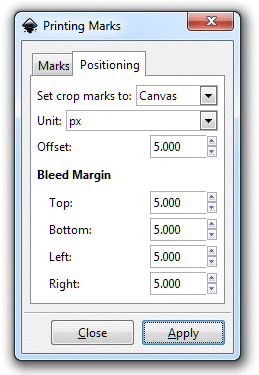 Printing Marks
Marks Positioning
Set crop marks to: Canvas
Unit: px
Offset: 5.000
Bleed Margin
Top: 5.000
Bottom: 5.000
Left: 5.000
Right: 5.000
Close Apply